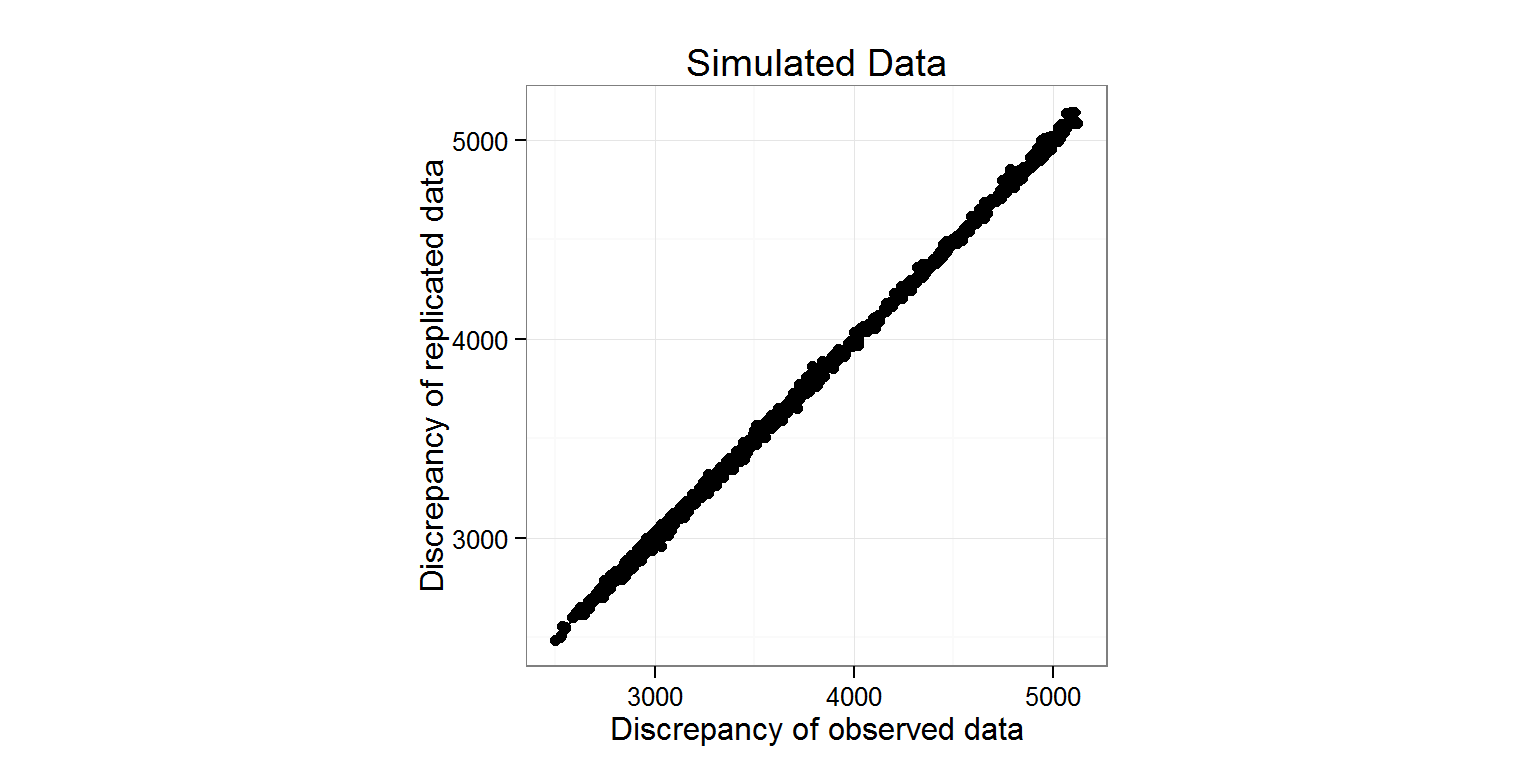 Simulated Data
Discrepancy of replicated data
5000
4000
3000
3000 4000 5000
Discrepancy of observed data